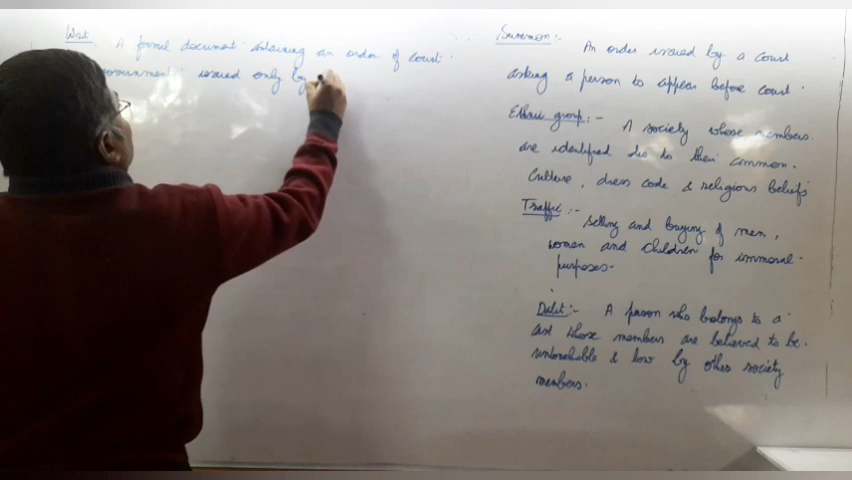 Writ.
A formal document containing an order of court.
government. issued only by
Summon:-
An order issued by a court
asking a person to appear before court.
Ethnic group:-
A society whose members.
are identified due to their common.
Culture, dress code & religious beliefs
Traffic:-
Selling and buying of men,
women and children for immoral.
purposes.
Dalit:- A person who belongs to a
cast whose members are believed to be.
untouchable & low by other society
members.